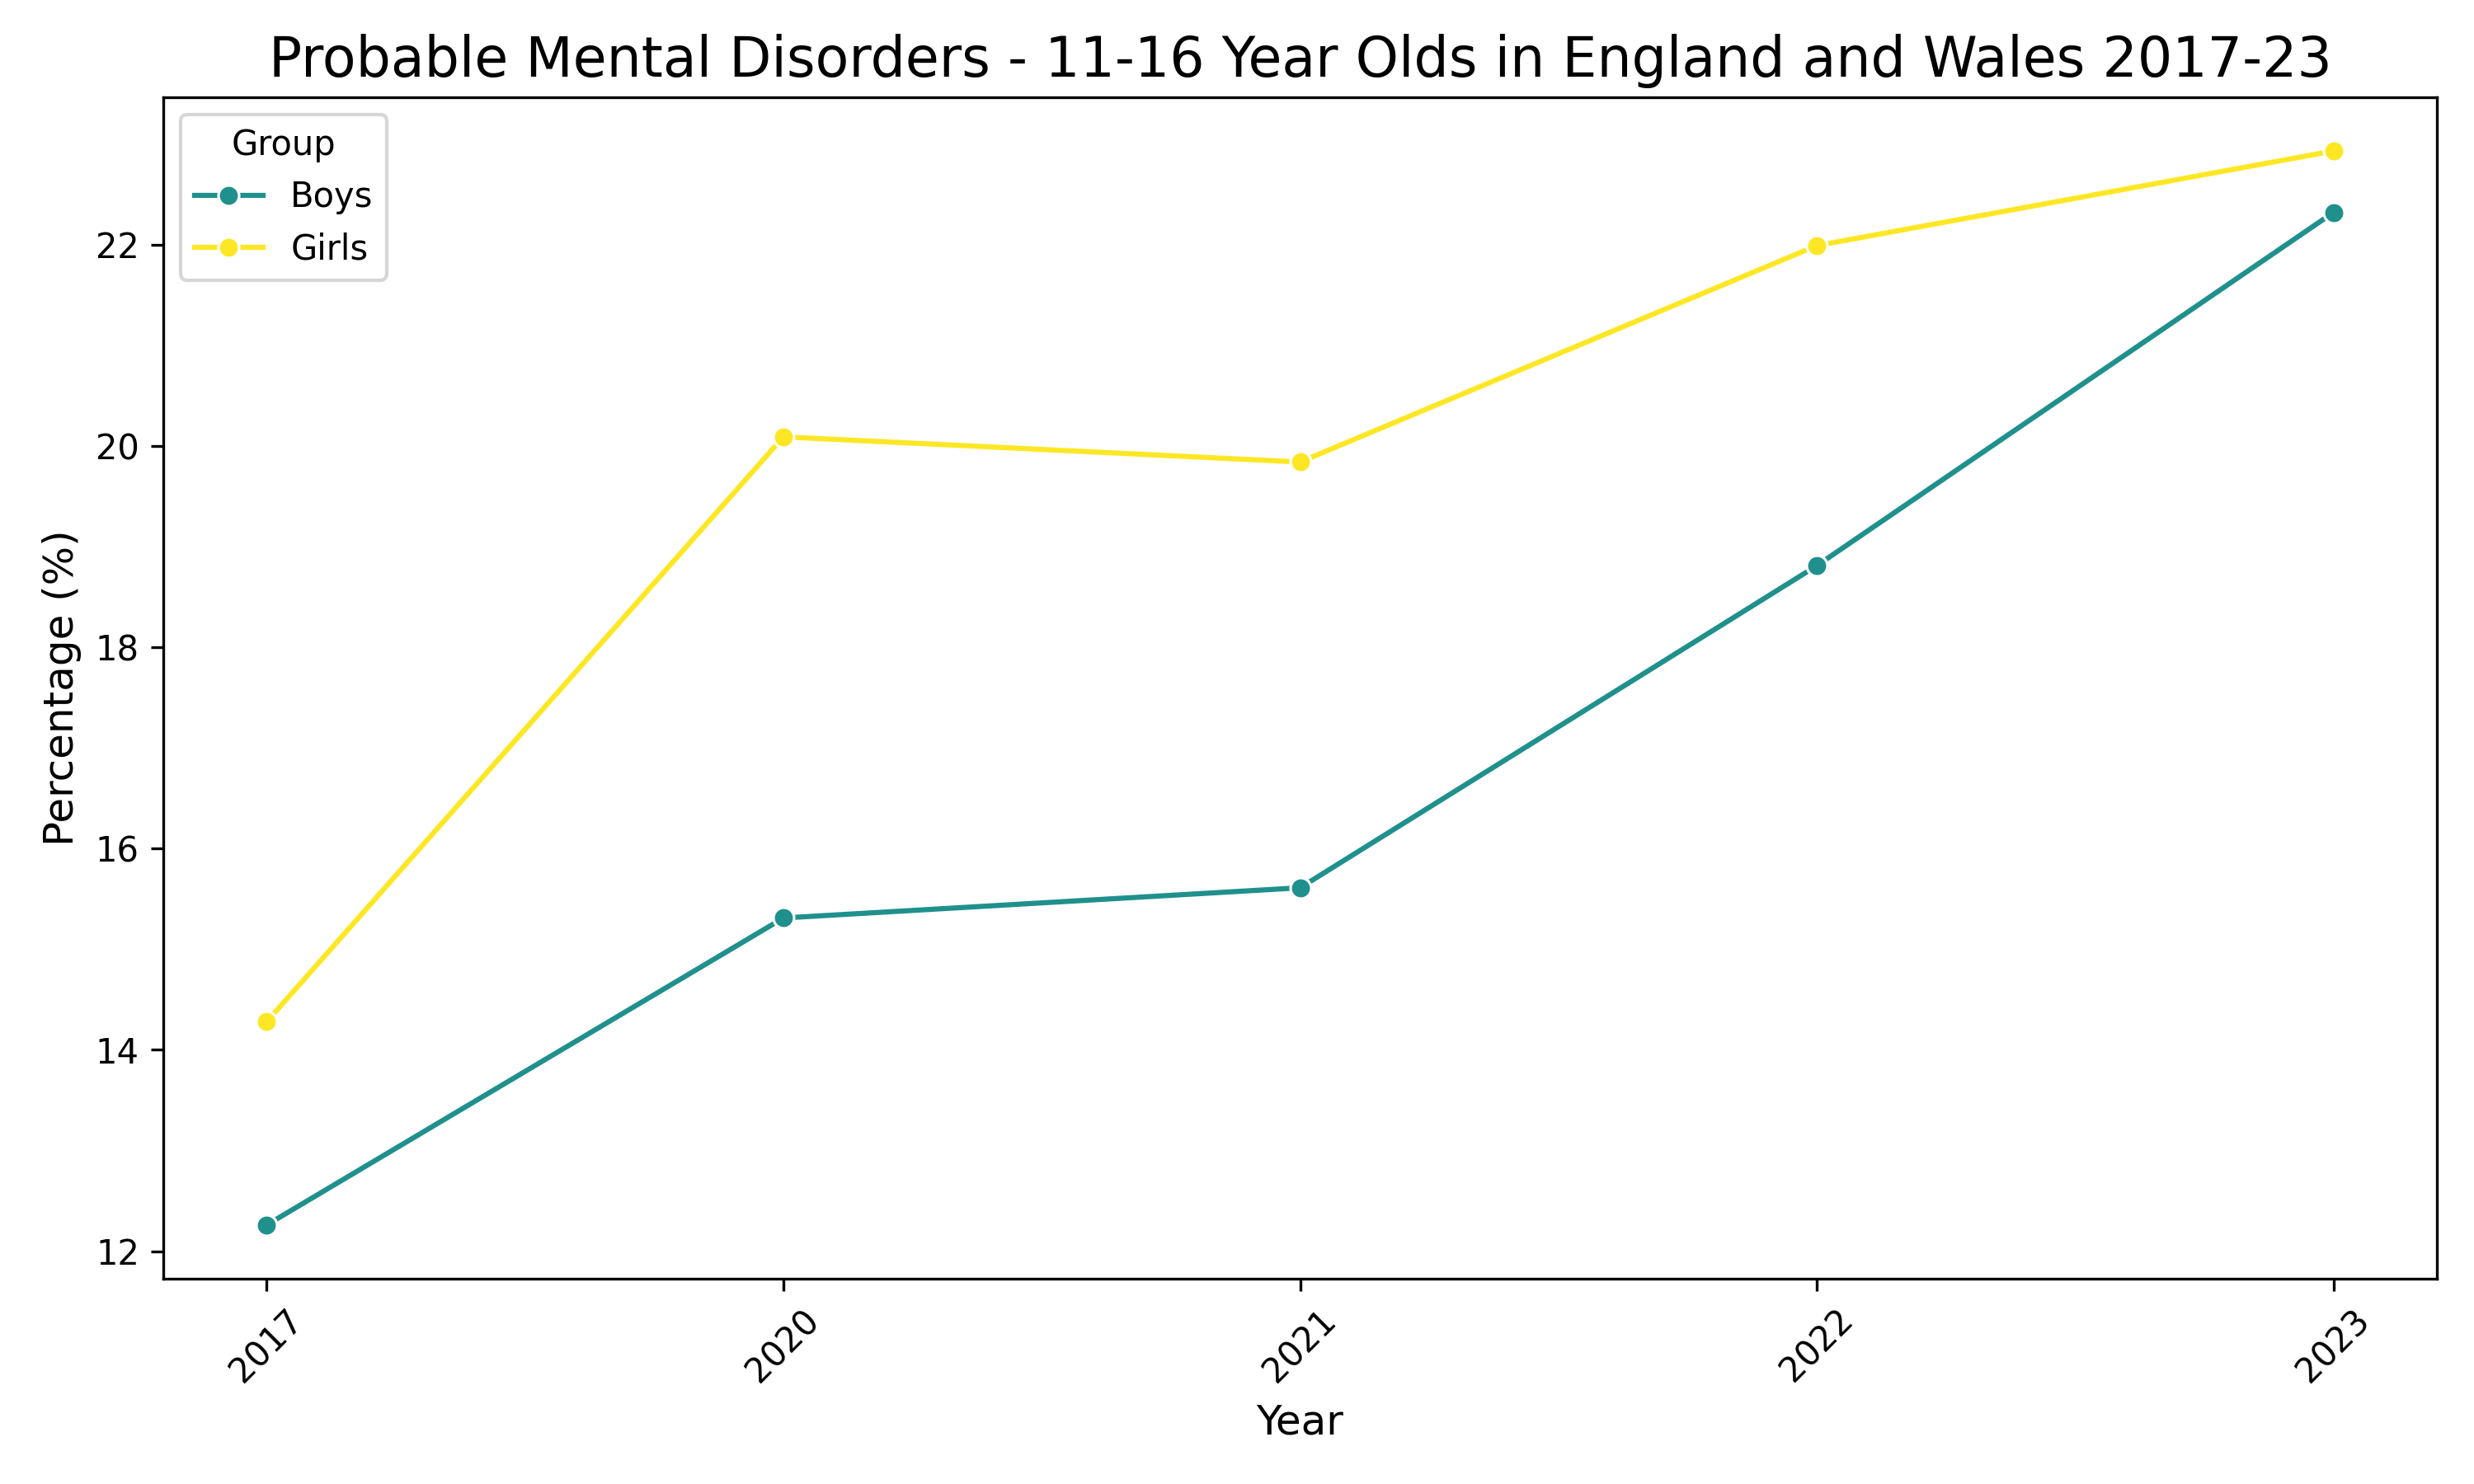 Probable Mental Disorders - 11-16 Year Olds in England and Wales 2017-23
Group
Boys
Girls
Percentage (%)
22
20
18
16
14
12
2017
2020
2021
2022
2023
Year